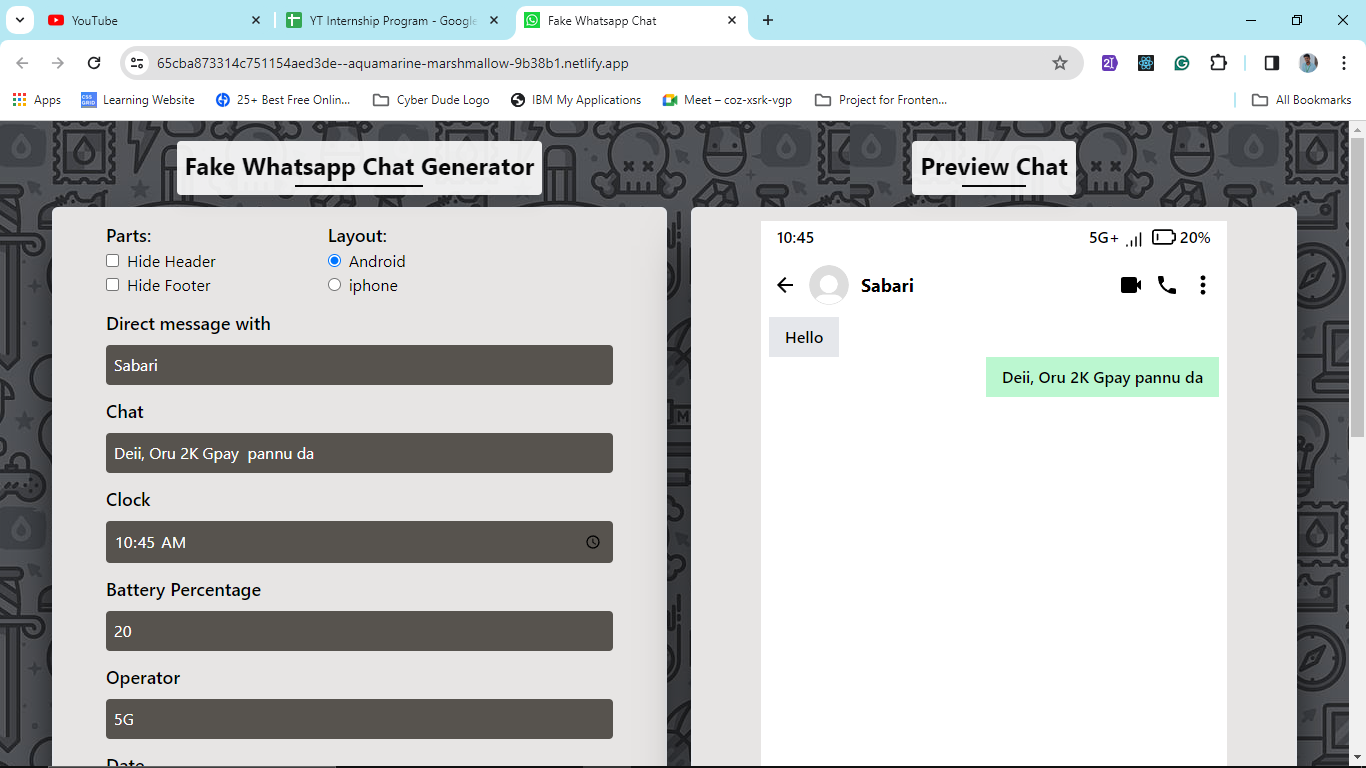 YouTube
YT Internship Program - Google
Fake Whatsapp Chat
65cba873314c751154aed3de--aquamarine-marshmallow-9b38b1.netlify.app
Apps
CSS GRID
Learning Website
25+ Best Free Onlin...
Cyber Dude Logo
IBM My Applications
Meet – coz-xsrk-vgp
Project for Fronten...
All Bookmarks
Fake Whatsapp Chat Generator
Parts:
Layout:
Hide Header
Android
Hide Footer
iphone
Direct message with
Sabari
Chat
Deii, Oru 2K Gpay  pannu da
Clock
10:45 AM
Battery Percentage
20
Operator
5G
Date
Preview Chat
10:45
5G+
20%
Sabari
Hello
Deii, Oru 2K Gpay pannu da